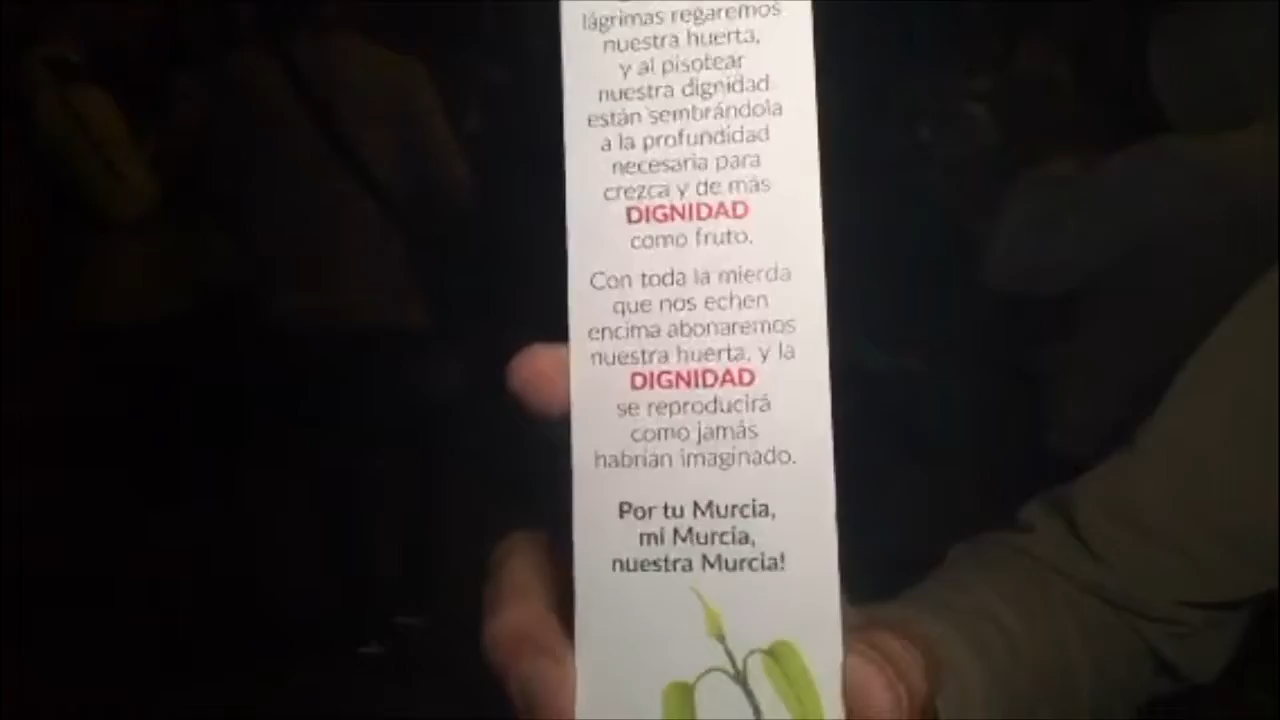 lágrimas regaremos
nuestra huerta,
y al pisotear
nuestra dignidad
están sembrándola
a la profundidad
necesaria para
crezca y de más
DIGNIDAD
como fruto.
Con toda la mierda
que nos echen
encima abonaremos
nuestra huerta, y la
DIGNIDAD
se reproducirá
como jamás
habrían imaginado.
Por tu Murcia,
mi Murcia,
nuestra Murcia!